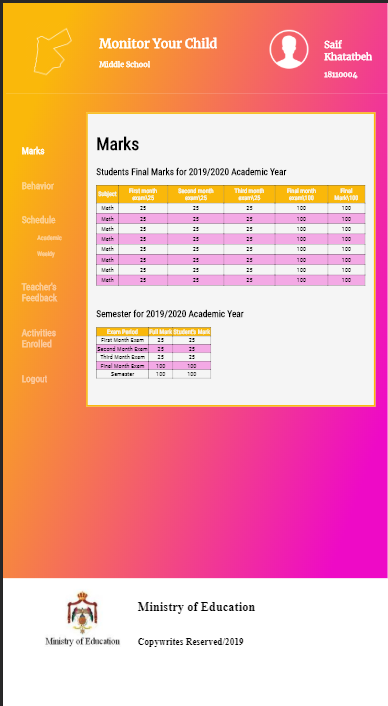 Monitor Your Child
Middle School
Saif
Khatatbeh
18110004
Marks
Behavior
Schedule
Academic
Weekly
Teacher's
Feedback
Activities
Enrolled
Logout
Marks
Students Final Marks for 2019/2020 Academic Year
Subject First month exam\25 Second month exam\25 Third month exam\25 Final month exam\100 Final Mark\100
Math 25 25 25 100 100
Math 25 25 25 100 100
Math 25 25 25 100 100
Math 25 25 25 100 100
Math 25 25 25 100 100
Math 25 25 25 100 100
Math 25 25 25 100 100
Math 25 25 25 100 100
Semester for 2019/2020 Academic Year
Exam Period Full Mark Student's Mark
First Month Exam 25 25
Second Month Exam 25 25
Third Month Exam 25 25
Final Month Exam 100 100
Semester 100 100
Ministry of Education
Ministry of Education
Copywrites Reserved/2019